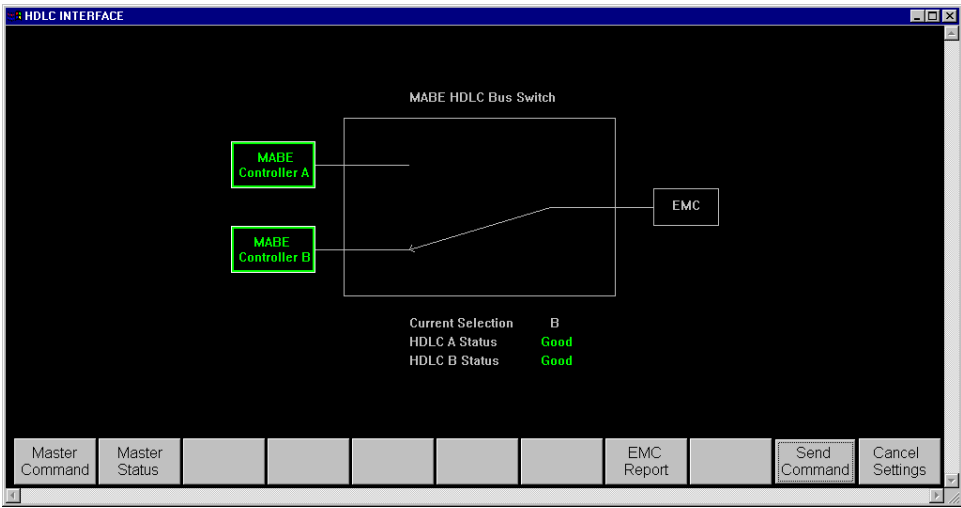 HDLC INTERFACE
MABE HDLC Bus Switch
MABE
Controller A
EMC
MABE
Controller B
Current Selection B
HDLC A Status Good
HDLC B Status Good
Master
Command
Master
Status
EMC
Report
Send
Command
Cancel
Settings